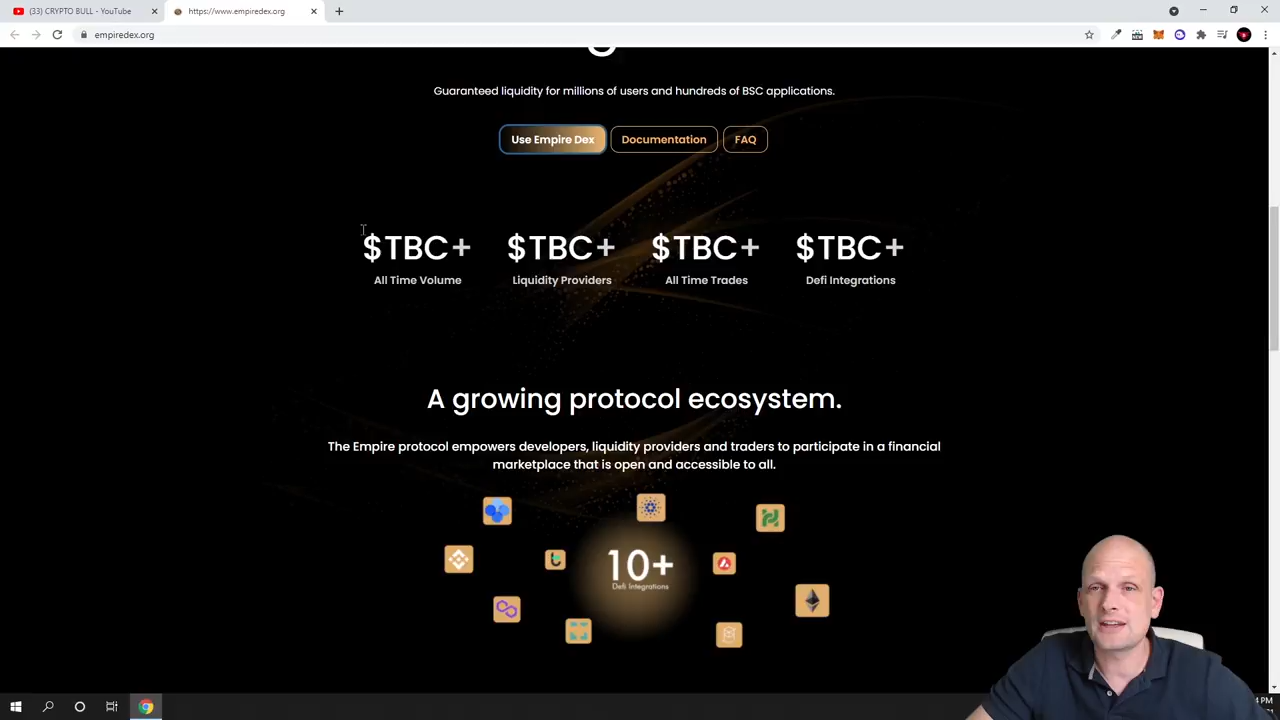 (33) CRYPTO BULL - YouTube
https://www.empiredex.org
empiredex.org
Guaranteed liquidity for millions of users and hundreds of BSC applications.
Use Empire Dex
Documentation
FAQ
$TBC+ $TBC+ $TBC+ $TBC+
All Time Volume Liquidity Providers All Time Trades Defi Integrations
A growing protocol ecosystem.
The Empire protocol empowers developers, liquidity providers and traders to participate in a financial
marketplace that is open and accessible to all.
10+
Defi Integrations
4 PM